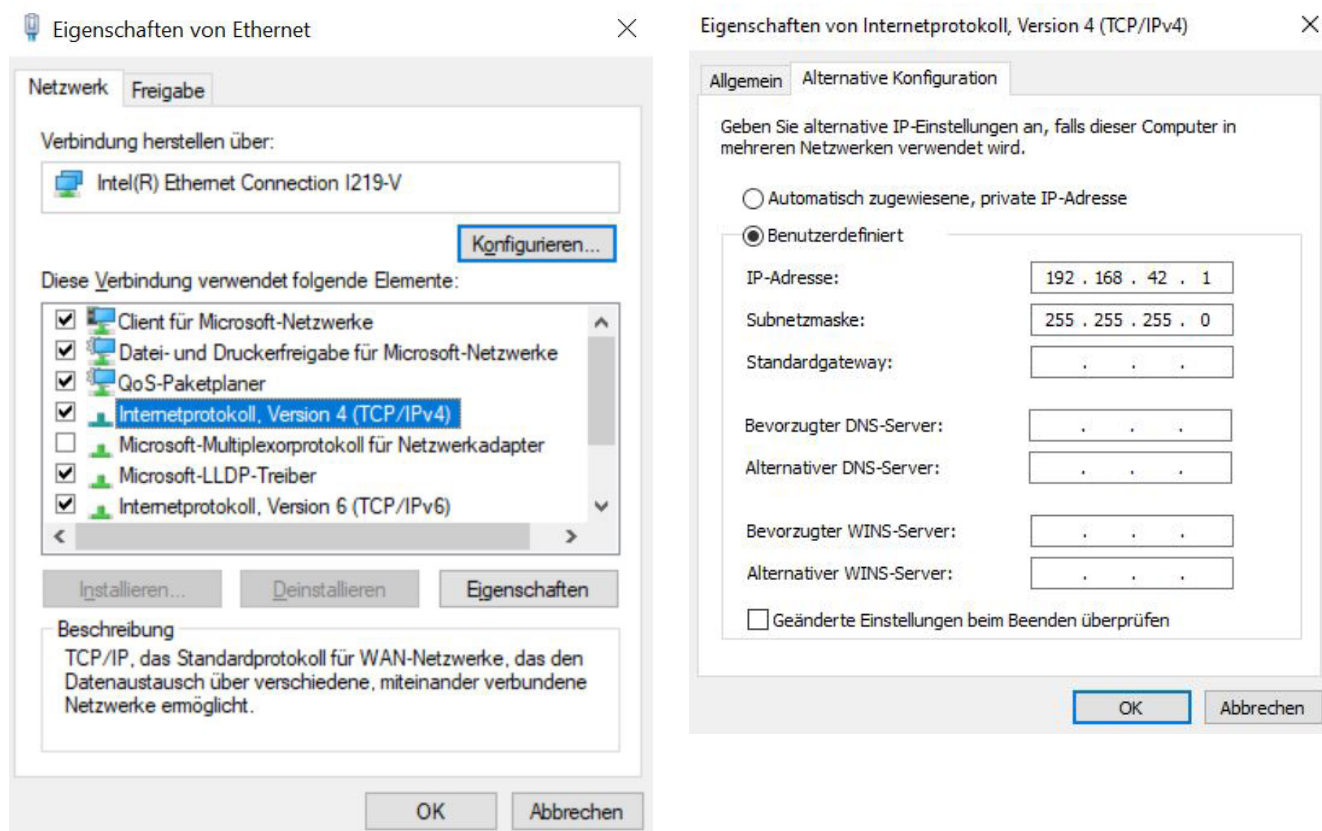 Eigenschaften von Ethernet
Netzwerk
Freigabe
Verbindung herstellen über:
Intel(R) Ethernet Connection I219-V
Konfigurieren...
Diese Verbindung verwendet folgende Elemente:
Client für Microsoft-Netzwerke
Datei- und Druckerfreigabe für Microsoft-Netzwerke
QoS-Paketplaner
Internetprotokoll, Version 4 (TCP/IPv4)
Microsoft-Multiplexorprotokoll für Netzwerkadapter
Microsoft-LLDP-Treiber
Internetprotokoll, Version 6 (TCP/IPv6)
Installieren...
Deinstallieren
Eigenschaften
Beschreibung
TCP/IP, das Standardprotokoll für WAN-Netzwerke, das den
Datenaustausch über verschiedene, miteinander verbundene
Netzwerke ermöglicht.
OK
Abbrechen
Eigenschaften von Internetprotokoll, Version 4 (TCP/IPv4)
Allgemein
Alternative Konfiguration
Geben Sie alternative IP-Einstellungen an, falls dieser Computer in
mehreren Netzwerken verwendet wird.
Automatisch zugewiesene, private IP-Adresse
Benutzerdefiniert
IP-Adresse: 192 . 168 . 42 . 1
Subnetzmaske: 255 . 255 . 255 . 0
Standardgateway: . . .
Bevorzugter DNS-Server: . . .
Alternativer DNS-Server: . . .
Bevorzugter WINS-Server: . . .
Alternativer WINS-Server: . . .
Geänderte Einstellungen beim Beenden überprüfen
OK
Abbrechen